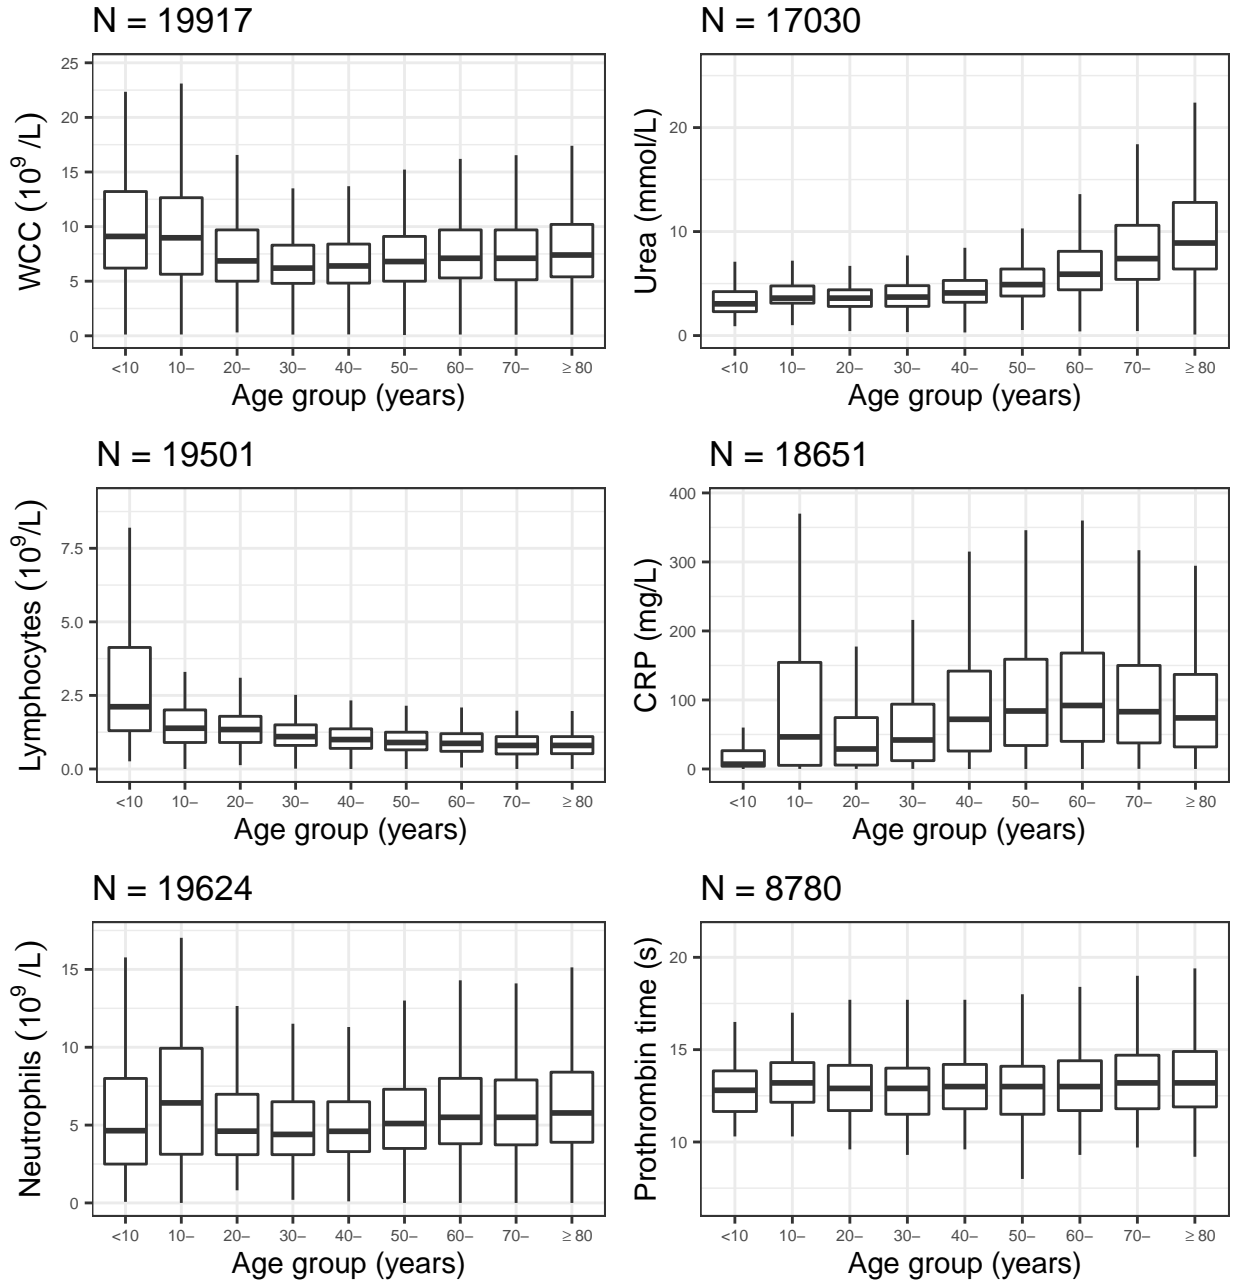 N = 19917
WCC (10⁹ /L)
25
20
15
10
5
0
<10 10– 20– 30– 40– 50– 60– 70– ≥ 80
Age group (years)
N = 17030
Urea (mmol/L)
20
10
0
<10 10– 20– 30– 40– 50– 60– 70– ≥ 80
Age group (years)
N = 19501
Lymphocytes (10⁹/L)
7.5
5.0
2.5
0.0
<10 10– 20– 30– 40– 50– 60– 70– ≥ 80
Age group (years)
N = 18651
CRP (mg/L)
400
300
200
100
0
<10 10– 20– 30– 40– 50– 60– 70– ≥ 80
Age group (years)
N = 19624
Neutrophils (10⁹ /L)
15
10
5
0
<10 10– 20– 30– 40– 50– 60– 70– ≥ 80
Age group (years)
N = 8780
Prothrombin time (s)
20
15
10
<10 10– 20– 30– 40– 50– 60– 70– ≥ 80
Age group (years)